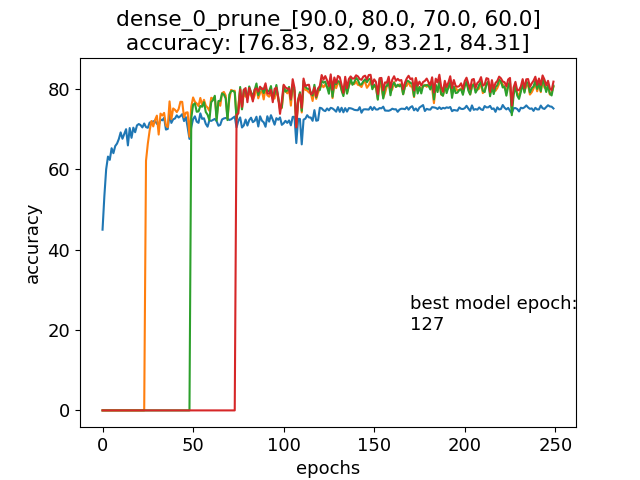 dense_0_prune_[90.0, 80.0, 70.0, 60.0]
accuracy: [76.83, 82.9, 83.21, 84.31]
80
60
accuracy
40
best model epoch:
20
127
0
0 50 100 150 200 250
epochs